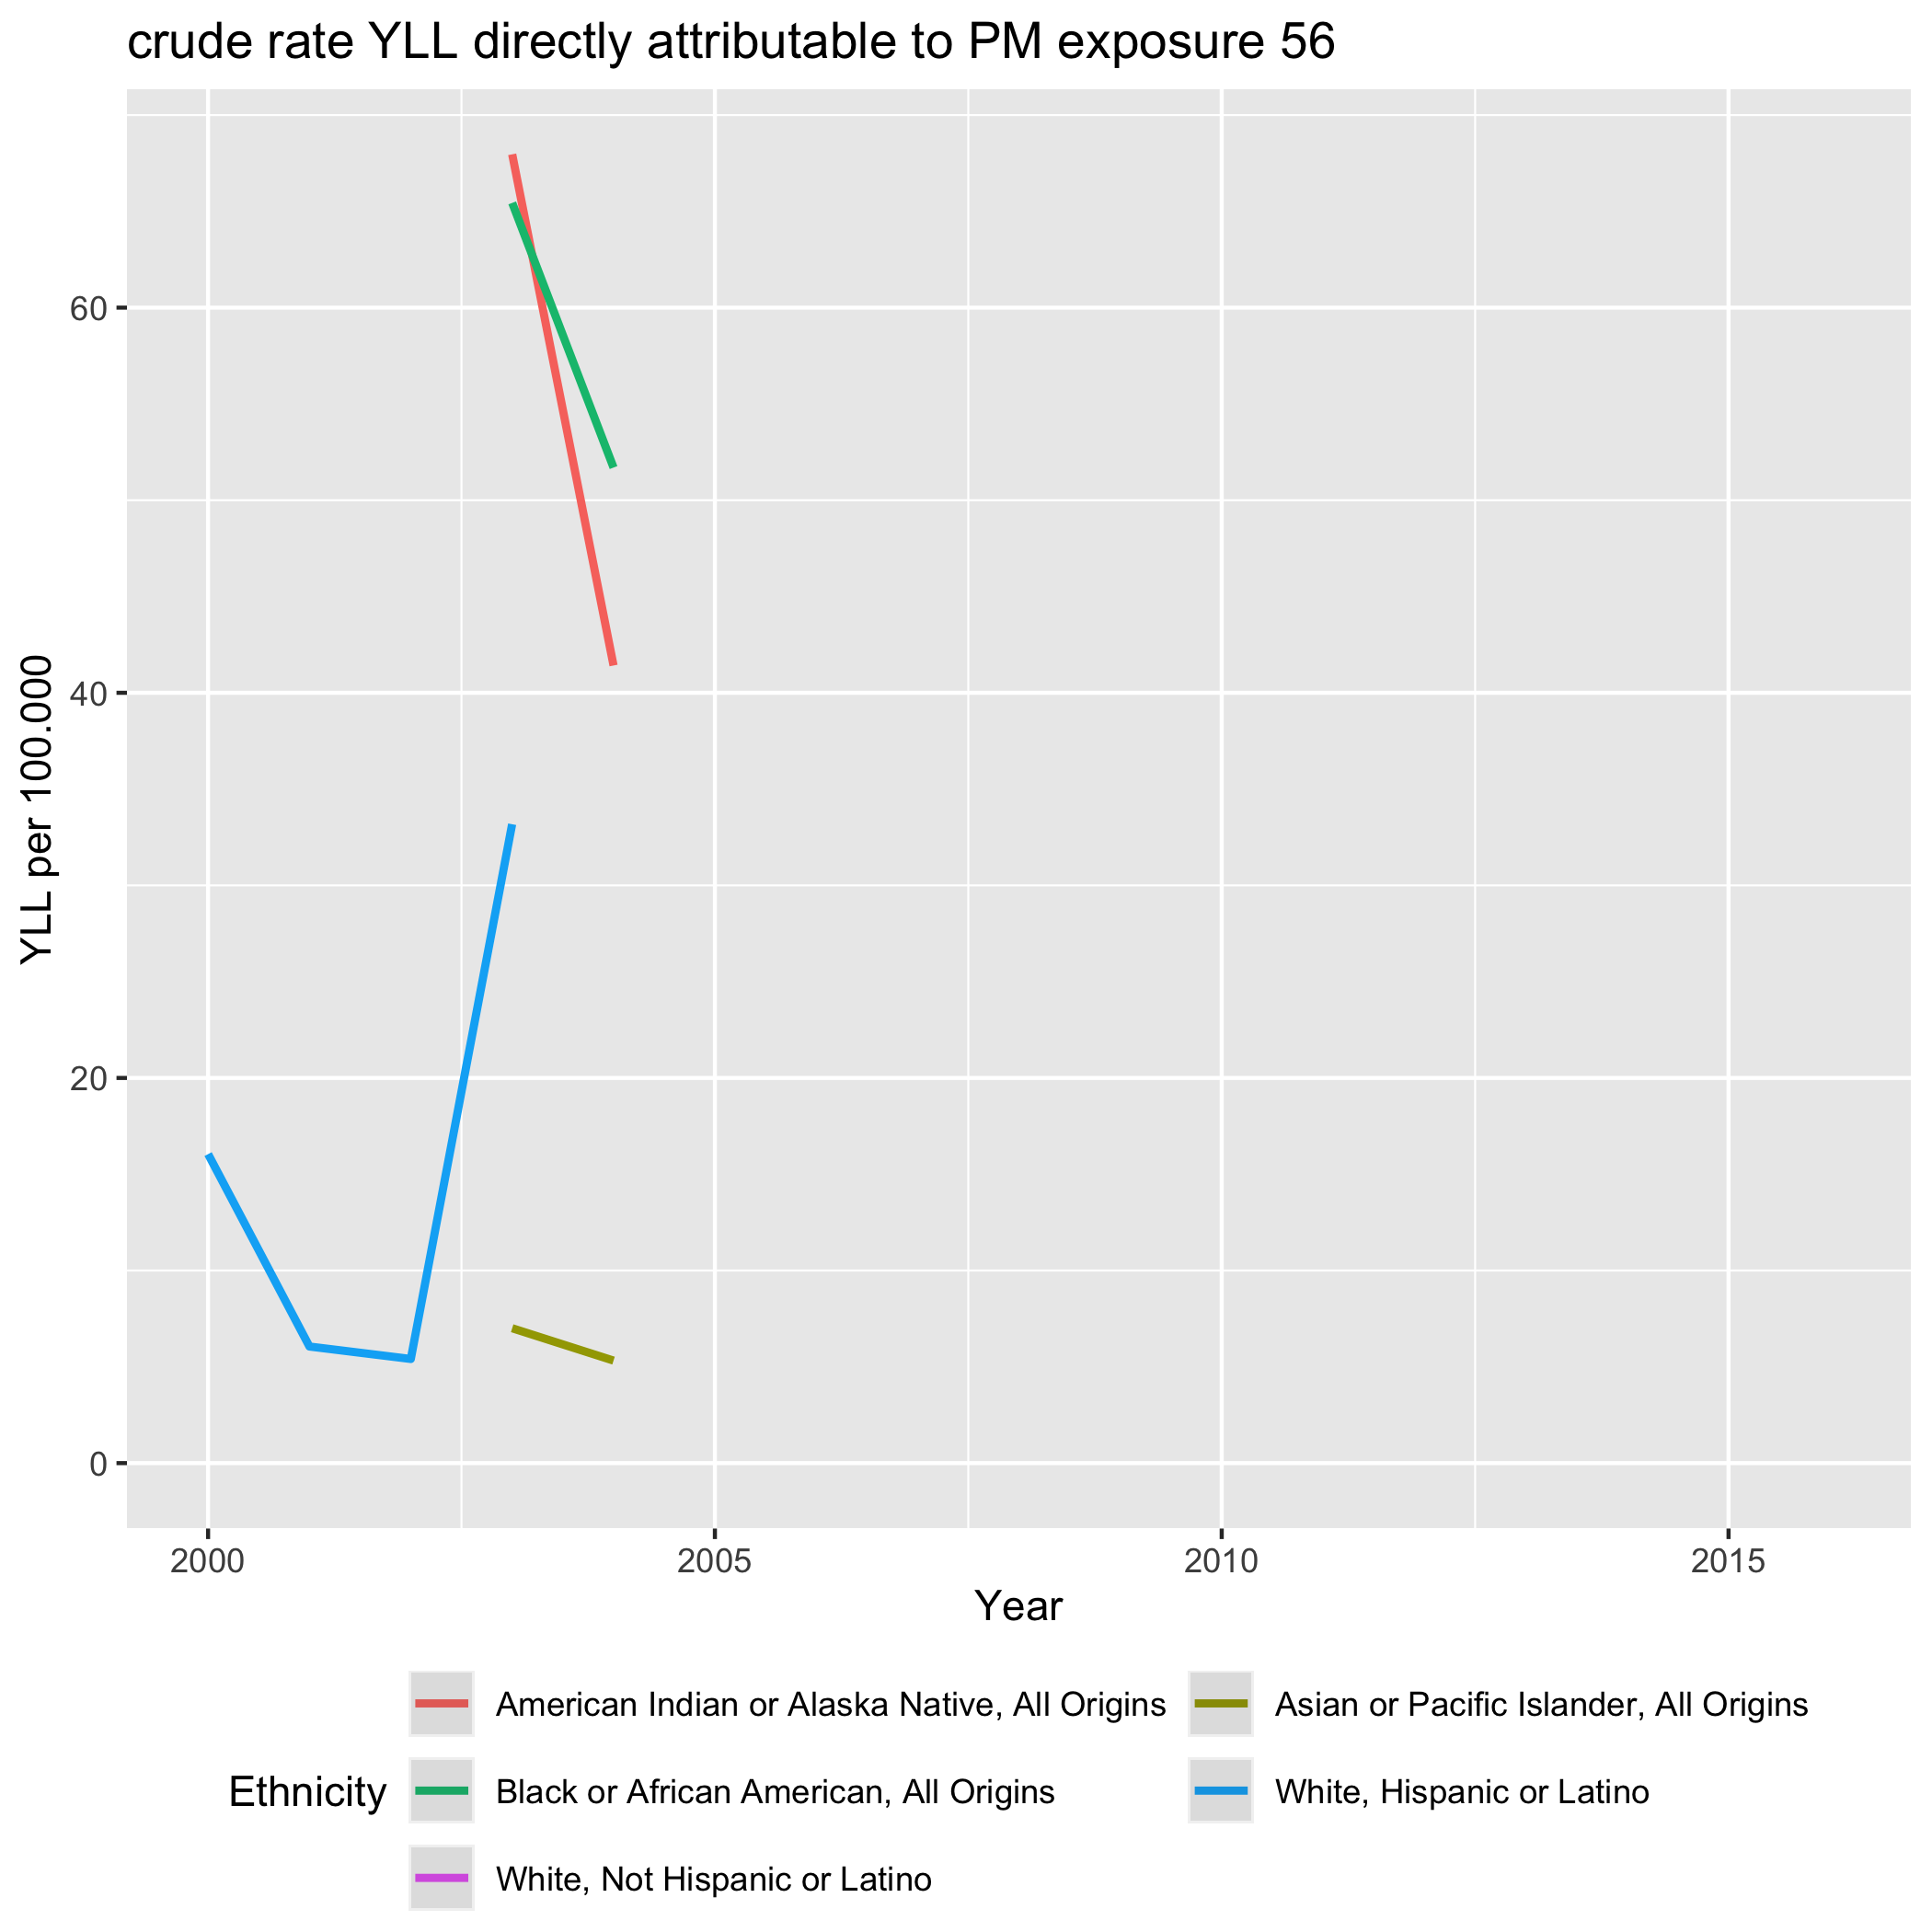 crude rate YLL directly attributable to PM exposure 56
YLL per 100.000
60
40
20
0
2000 2005 2010 2015
Year
Ethnicity
American Indian or Alaska Native, All Origins
Asian or Pacific Islander, All Origins
Black or African American, All Origins
White, Hispanic or Latino
White, Not Hispanic or Latino